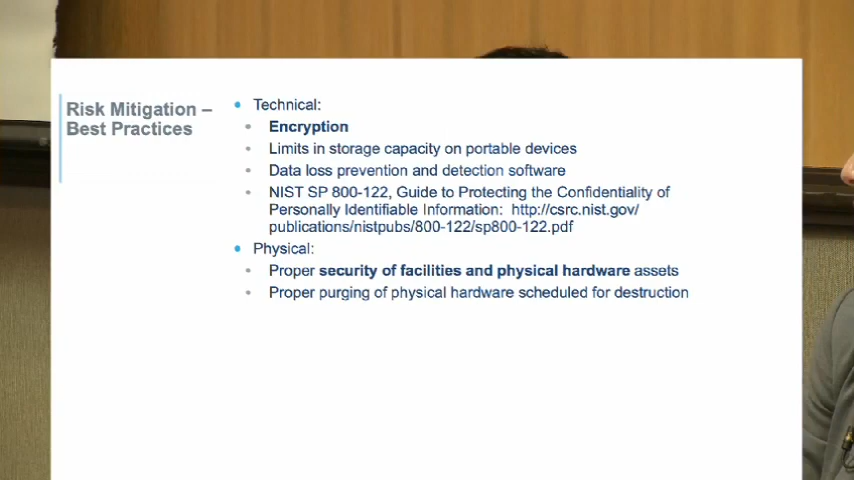 Risk Mitigation –
Best Practices
Technical:
Encryption
Limits in storage capacity on portable devices
Data loss prevention and detection software
NIST SP 800-122, Guide to Protecting the Confidentiality of
Personally Identifiable Information: http://csrc.nist.gov/
publications/nistpubs/800-122/sp800-122.pdf
Physical:
Proper security of facilities and physical hardware assets
Proper purging of physical hardware scheduled for destruction